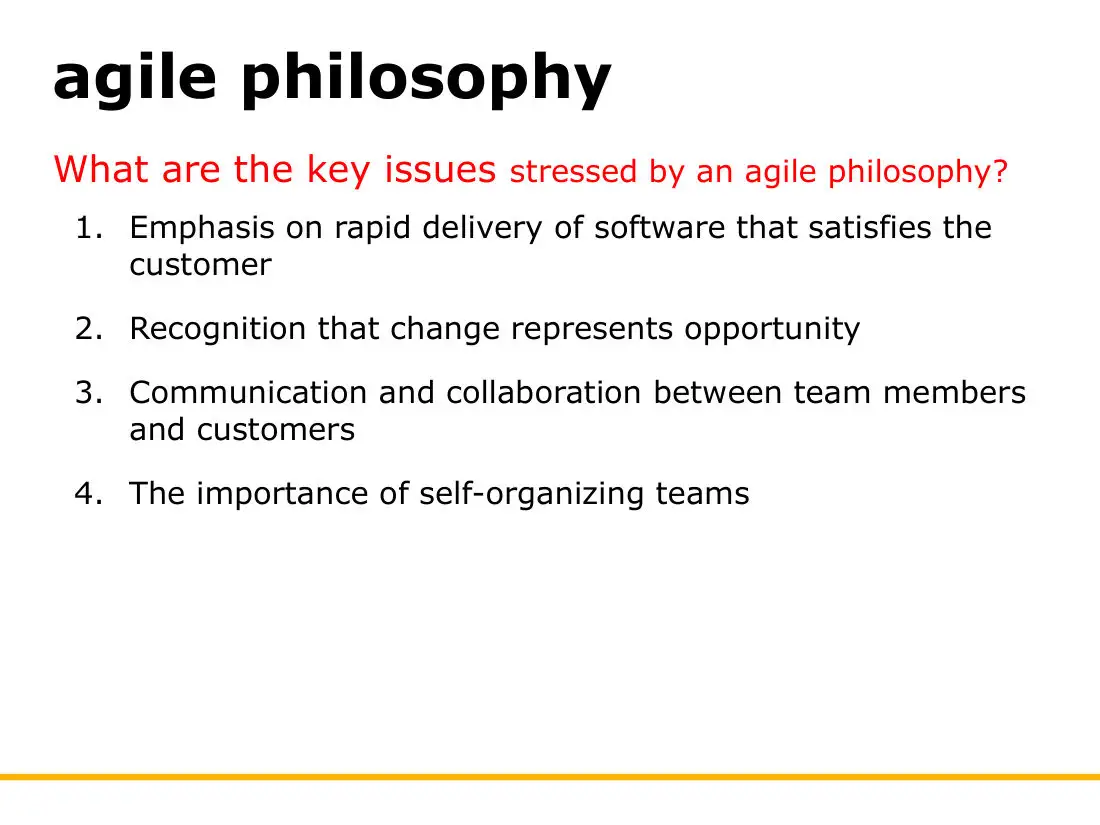 agile philosophy
What are the key issues stressed by an agile philosophy?
1. Emphasis on rapid delivery of software that satisfies the
customer
2. Recognition that change represents opportunity
3. Communication and collaboration between team members
and customers
4. The importance of self-organizing teams